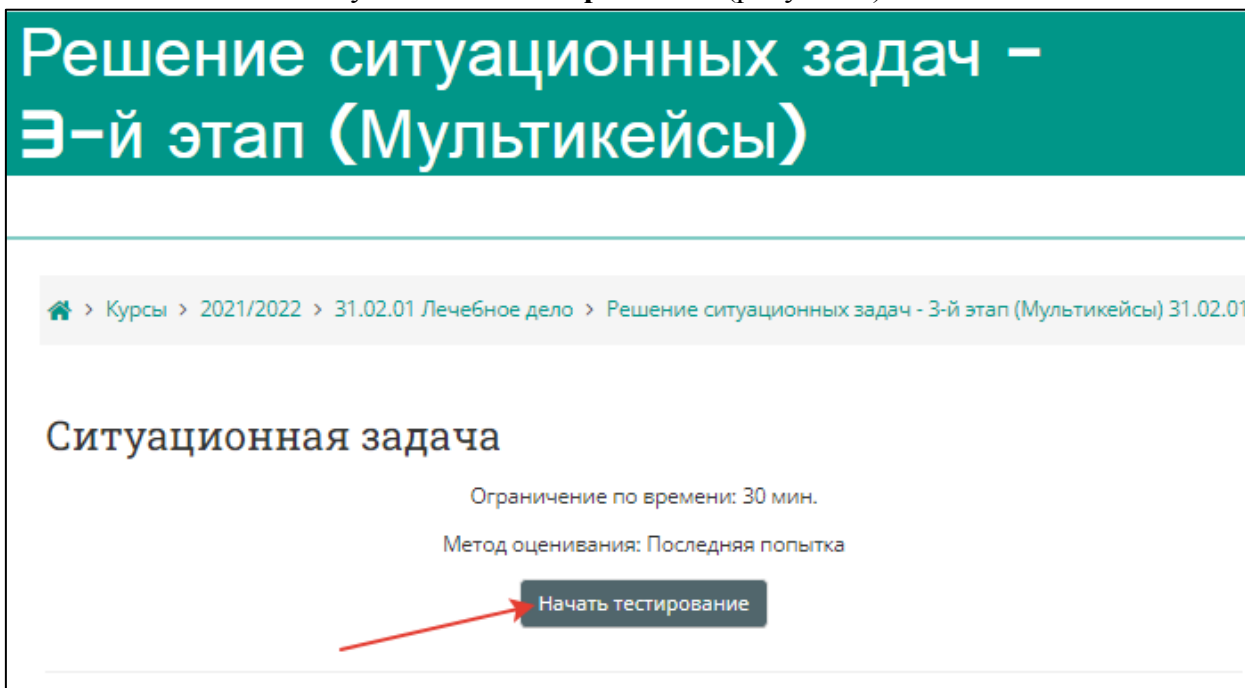 Решение ситуационных задач –
3-й этап (Мультикейсы)
Курсы > 2021/2022 > 31.02.01 Лечебное дело > Решение ситуационных задач - 3-й этап (Мультикейсы) 31.02.01
Ситуационная задача
Ограничение по времени: 30 мин.
Метод оценивания: Последняя попытка
Начать тестирование